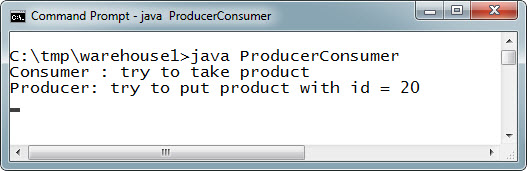 Command Prompt - java  ProducerConsumer
C:\tmp\warehouse1>java ProducerConsumer
Consumer : try to take product
Producer: try to put product with id = 20